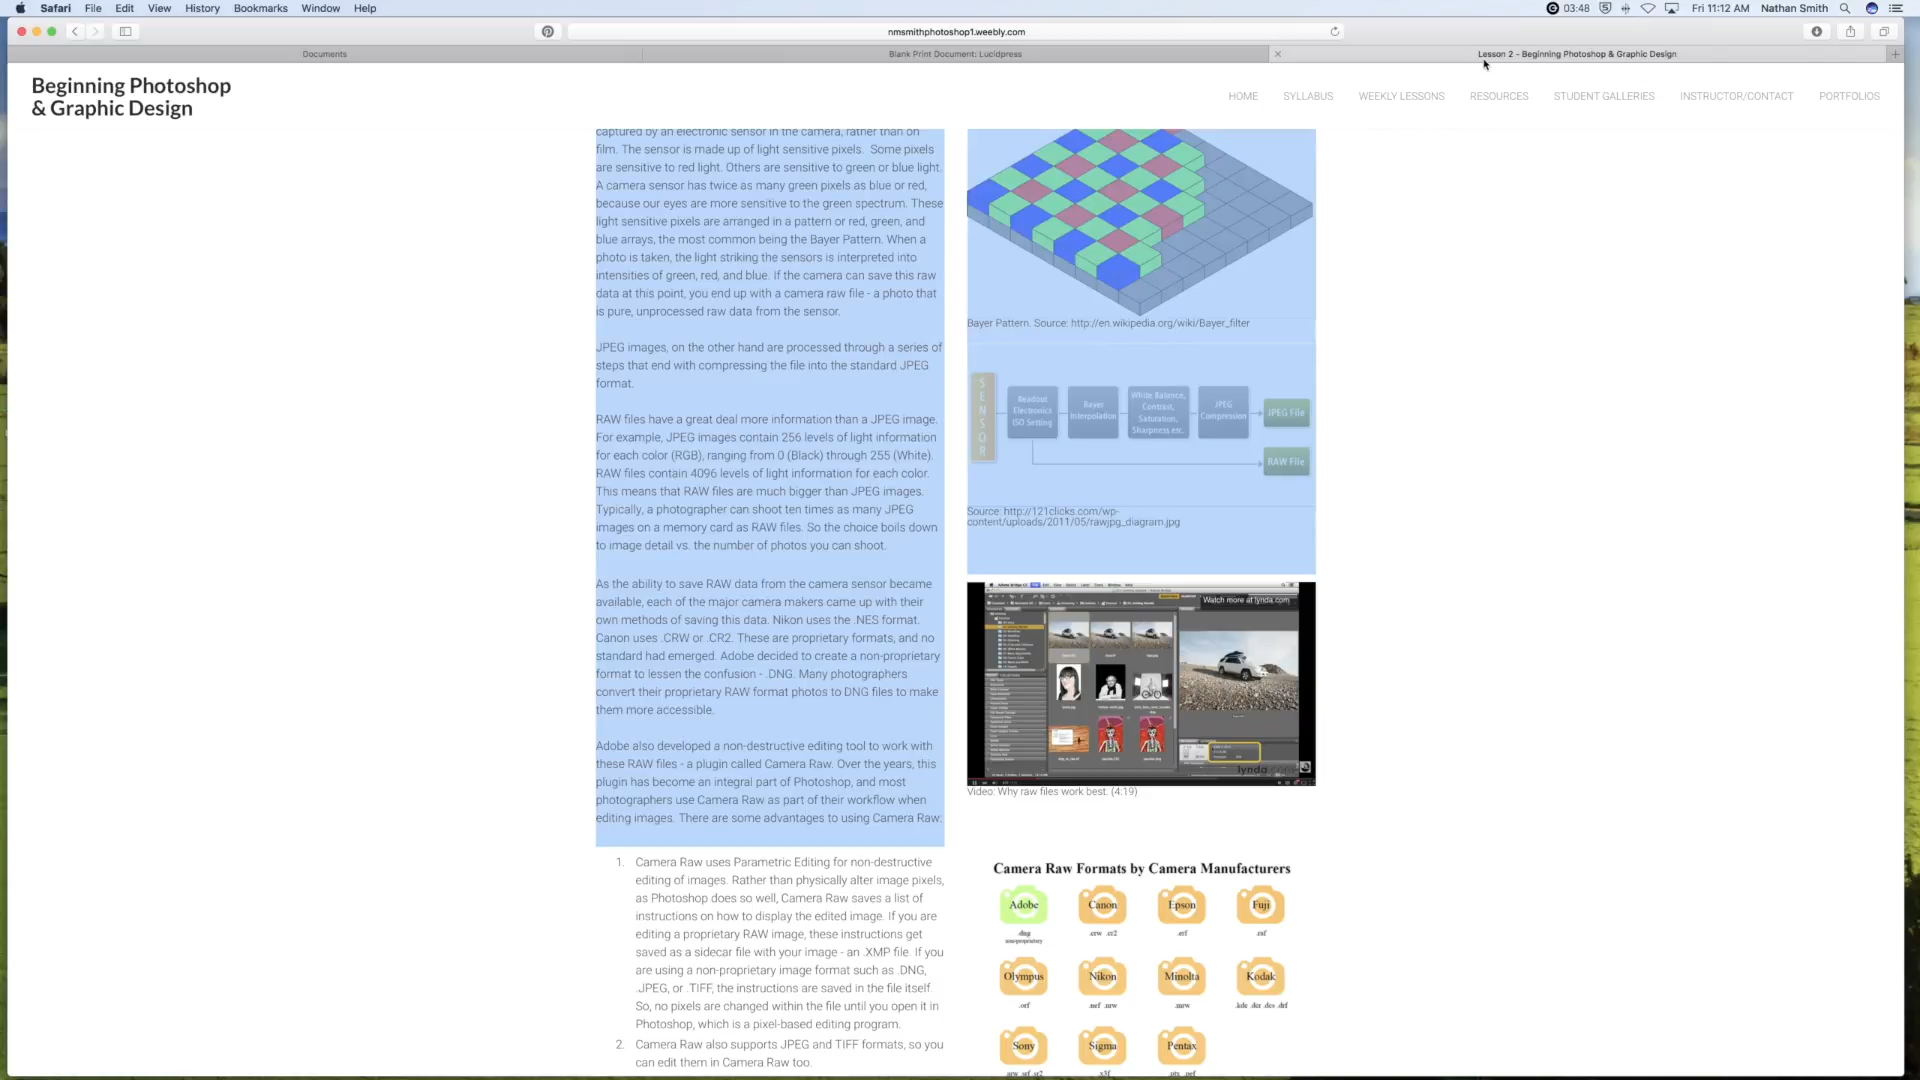 Safari File Edit View History Bookmarks Window Help
03:48 Fri 11:12 AM Nathan Smith
nmsmithphotoshop1.weebly.com
Documents
Blank Print Document: Lucidpress
Lesson 2 - Beginning Photoshop & Graphic Design
Beginning Photoshop
& Graphic Design
HOME SYLLABUS WEEKLY LESSONS RESOURCES STUDENT GALLERIES INSTRUCTOR/CONTACT PORTFOLIOS
captured by an electronic sensor in the camera, rather than on
film. The sensor is made up of light sensitive pixels. Some pixels
are sensitive to red light. Others are sensitive to green or blue light.
A camera sensor has twice as many green pixels as blue or red,
because our eyes are more sensitive to the green spectrum. These
light sensitive pixels are arranged in a pattern or red, green, and
blue arrays, the most common being the Bayer Pattern. When a
photo is taken, the light striking the sensors is interpreted into
intensities of green, red, and blue. If the camera can save this raw
data at this point, you end up with a camera raw file - a photo that
is pure, unprocessed raw data from the sensor.
JPEG images, on the other hand are processed through a series of
steps that end with compressing the file into the standard JPEG
format.
RAW files have a great deal more information than a JPEG image.
For example, JPEG images contain 256 levels of light information
for each color (RGB), ranging from 0 (Black) through 255 (White).
RAW files contain 4096 levels of light information for each color.
This means that RAW files are much bigger than JPEG images.
Typically, a photographer can shoot ten times as many JPEG
images on a memory card as RAW files. So the choice boils down
to image detail vs. the number of photos you can shoot.
As the ability to save RAW data from the camera sensor became
available, each of the major camera makers came up with their
own methods of saving this data. Nikon uses the .NES format.
Canon uses .CRW or .CR2. These are proprietary formats, and no
standard had emerged. Adobe decided to create a non-proprietary
format to lessen the confusion - .DNG. Many photographers
convert their proprietary RAW format photos to DNG files to make
them more accessible.
Adobe also developed a non-destructive editing tool to work with
these RAW files - a plugin called Camera Raw. Over the years, this
plugin has become an integral part of Photoshop, and most
photographers use Camera Raw as part of their workflow when
editing images. There are some advantages to using Camera Raw:
1. Camera Raw uses Parametric Editing for non-destructive
editing of images. Rather than physically alter image pixels,
as Photoshop does so well, Camera Raw saves a list of
instructions on how to display the edited image. If you are
editing a proprietary RAW image, these instructions get
saved as a sidecar file with your image - an .XMP file. If you
are using a non-proprietary image format such as .DNG,
.JPEG, or .TIFF, the instructions are saved in the file itself.
So, no pixels are changed within the file until you open it in
Photoshop, which is a pixel-based editing program.
2. Camera Raw also supports JPEG and TIFF formats, so you
can edit them in Camera Raw too.
Bayer Pattern. Source: http://en.wikipedia.org/wiki/Bayer_filter
SENSOR
Readout
Electronics
ISO Setting
Bayer
Interpolation
White Balance,
Contrast,
Saturation,
Sharpness etc.
JPEG
Compression
JPEG File
RAW File
Source: http://121clicks.com/wp-
content/uploads/2011/05/rawjpg_diagram.jpg
Watch more at lynda.com
lynda.com
Video: Why raw files work best. (4:19)
Camera Raw Formats by Camera Manufacturers
Adobe Canon Epson Fuji
.dng .crw .cr2 .erf .raf
nonproprietary
Olympus Nikon Minolta Kodak
.orf .nef .nrw .mrw .kdc .dcr .dcs .drf
Sony Sigma Pentax
.arw .srf .sr2 .x3f .ptx .pef